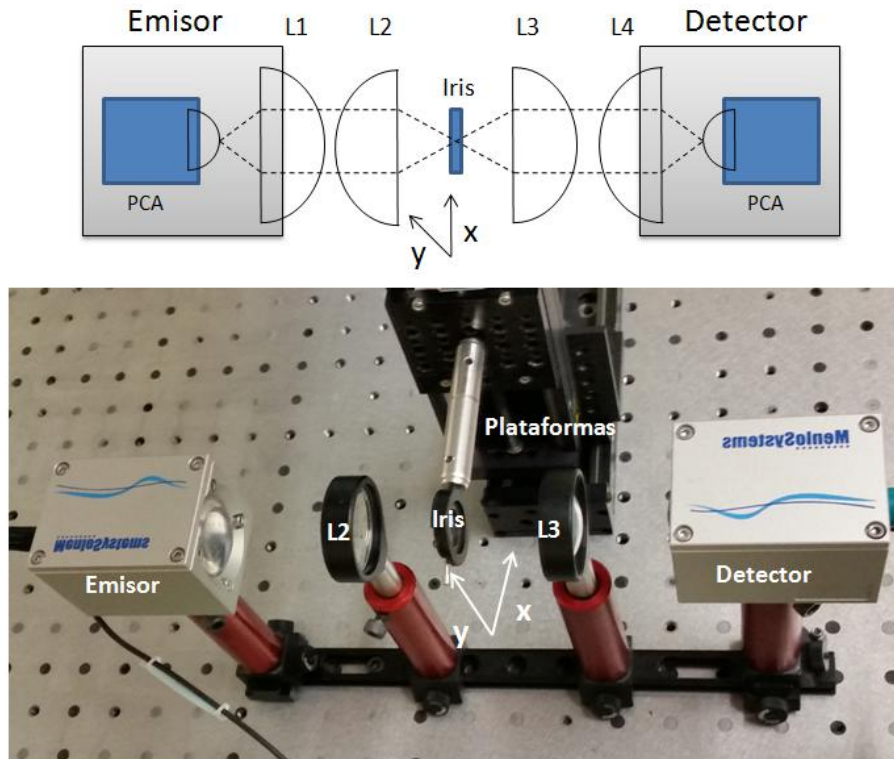 Emisor
L1
L2
L3
L4
Detector
Iris
PCA
PCA
x
y
Plataformas
MenloSystems
L2
Iris
L3
MenloSystems
Emisor
Detector
x
y